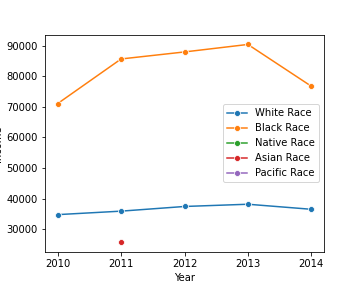 90000
80000
70000
60000
50000
40000
30000
White Race
Black Race
Native Race
Asian Race
Pacific Race
2010 2011 2012 2013 2014
Year